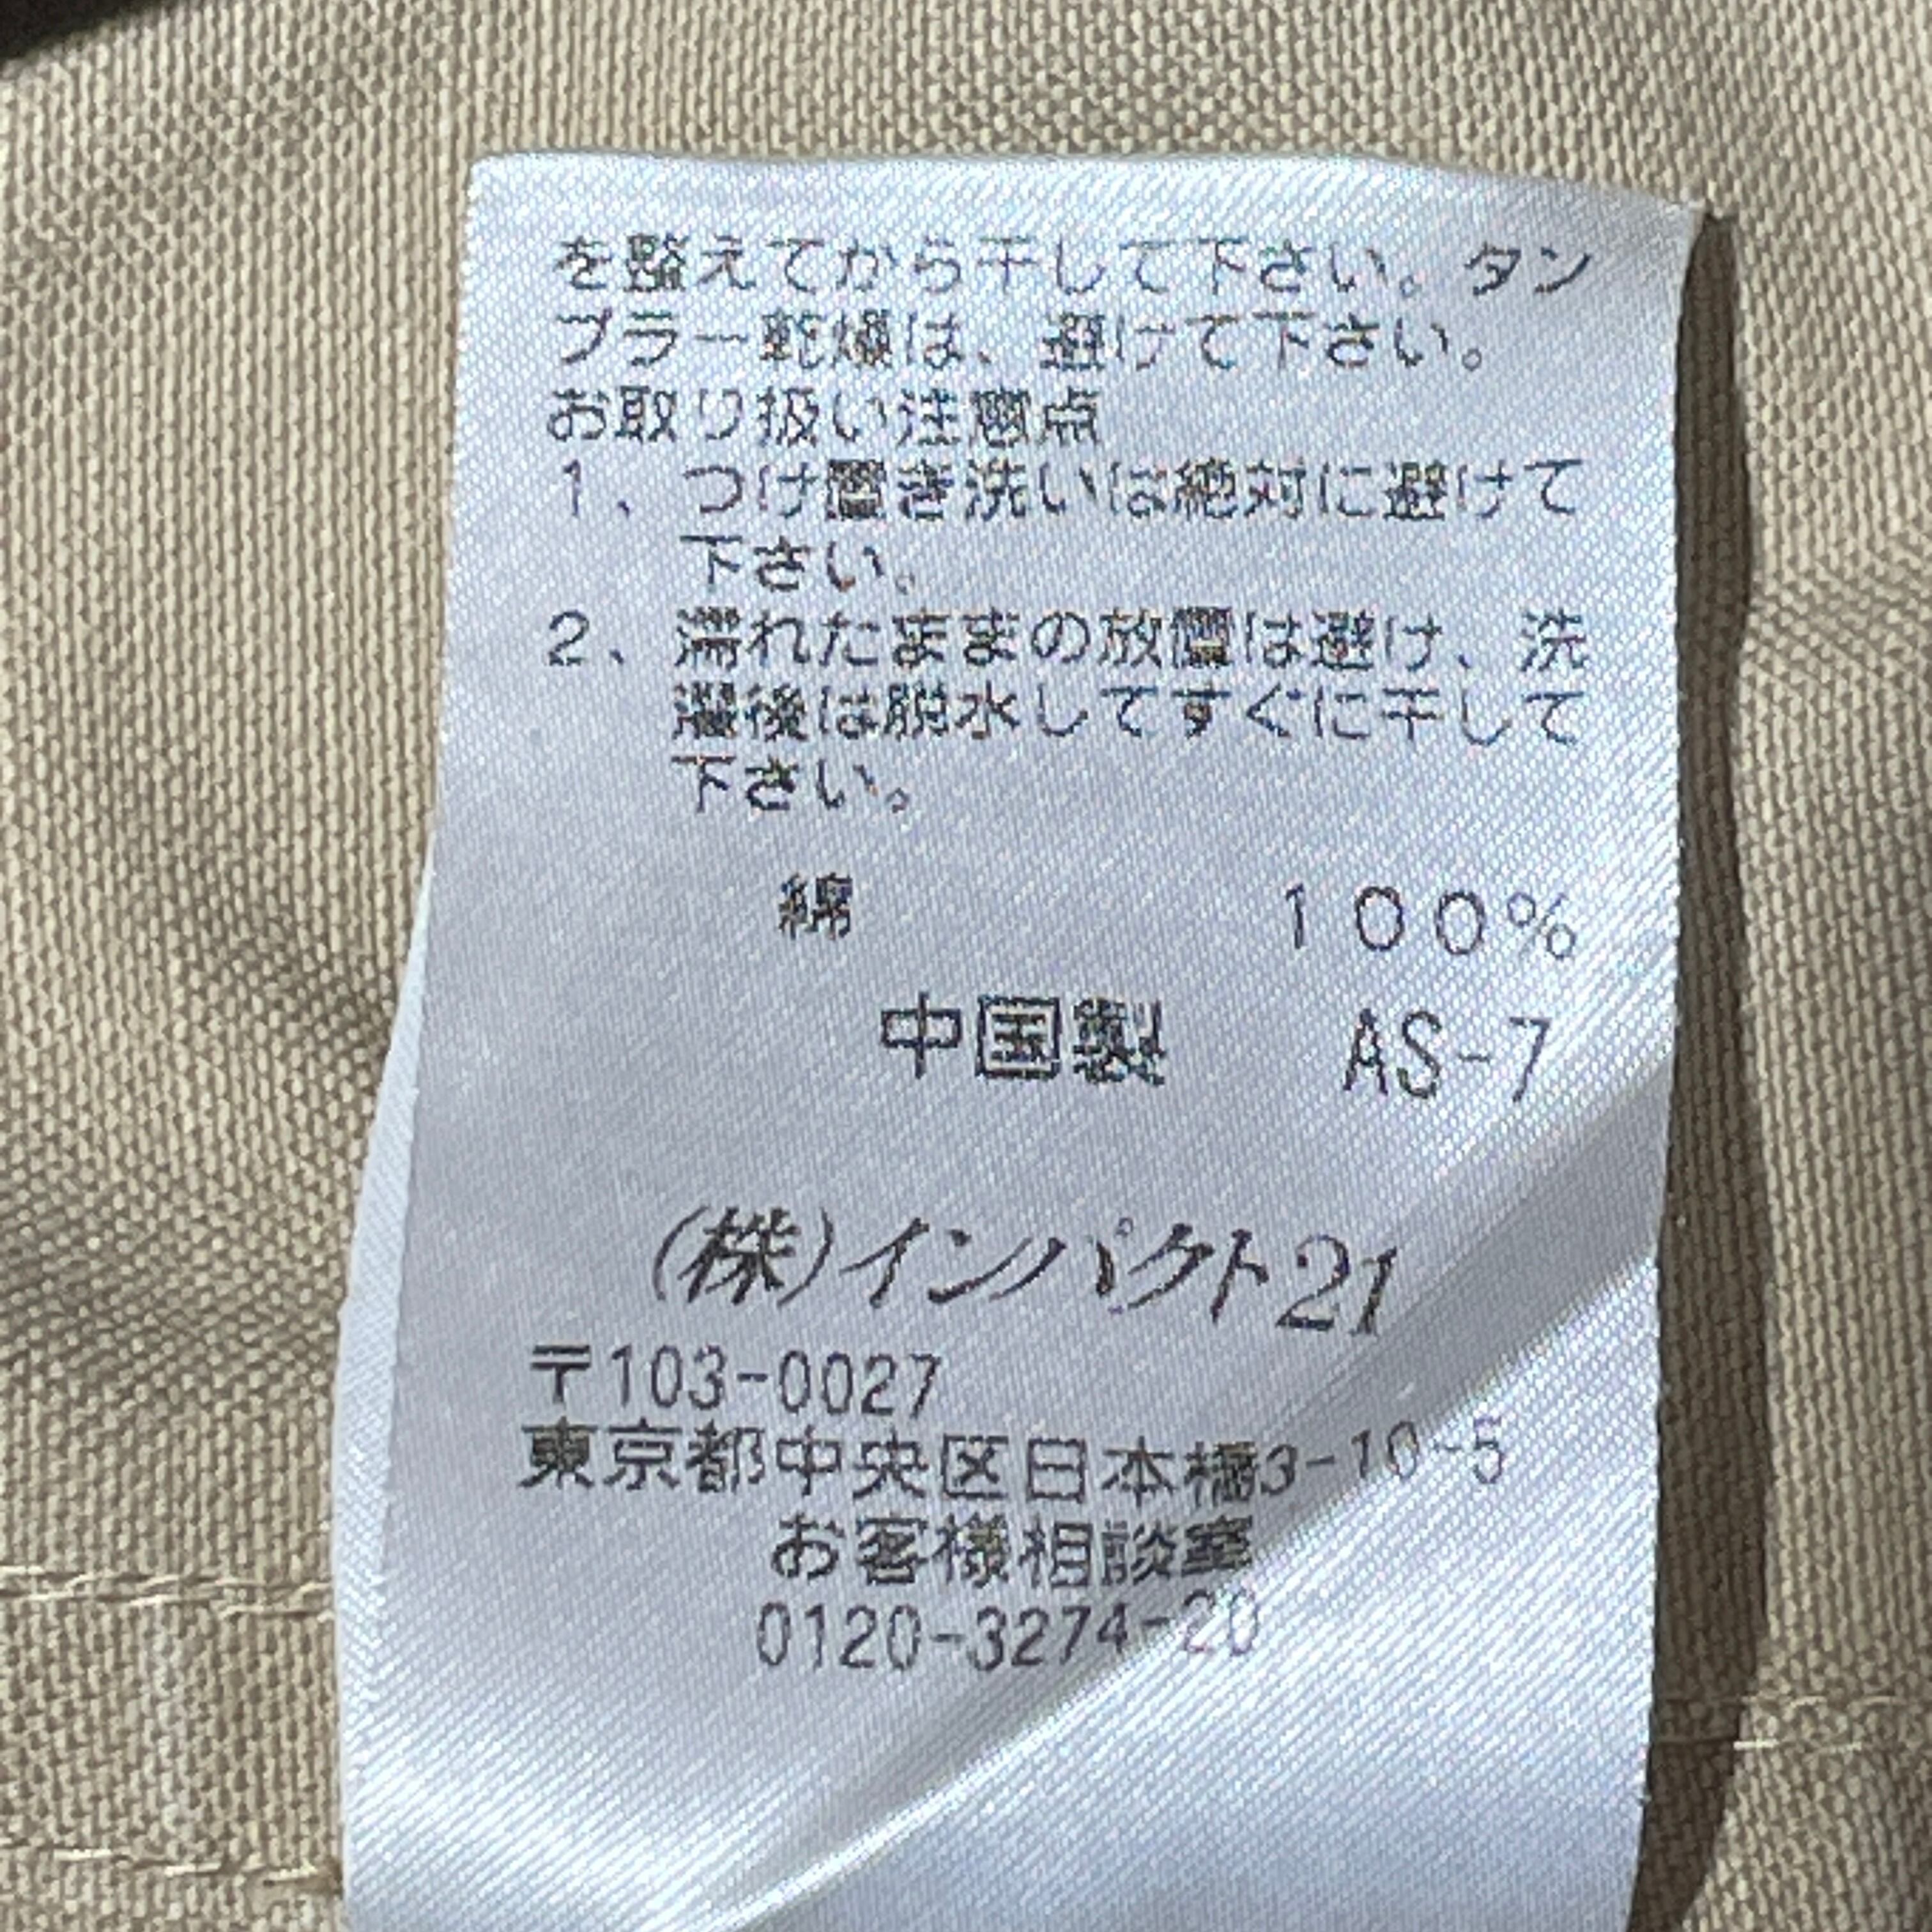 を整えてから干して下さい。タン
ブラー乾燥は、避けて下さい。
お取り扱い注意点
1、つけ置き洗いは絶対に避けて
下さい。
2、濡れたままの放置は避け、洗
濯後は脱水してすぐに干して
下さい。
綿 100%
中国製 AS-7
(株)インパクト21
〒103-0027
東京都中央区日本橋3-10-5
お客様相談室
0120-3274-20